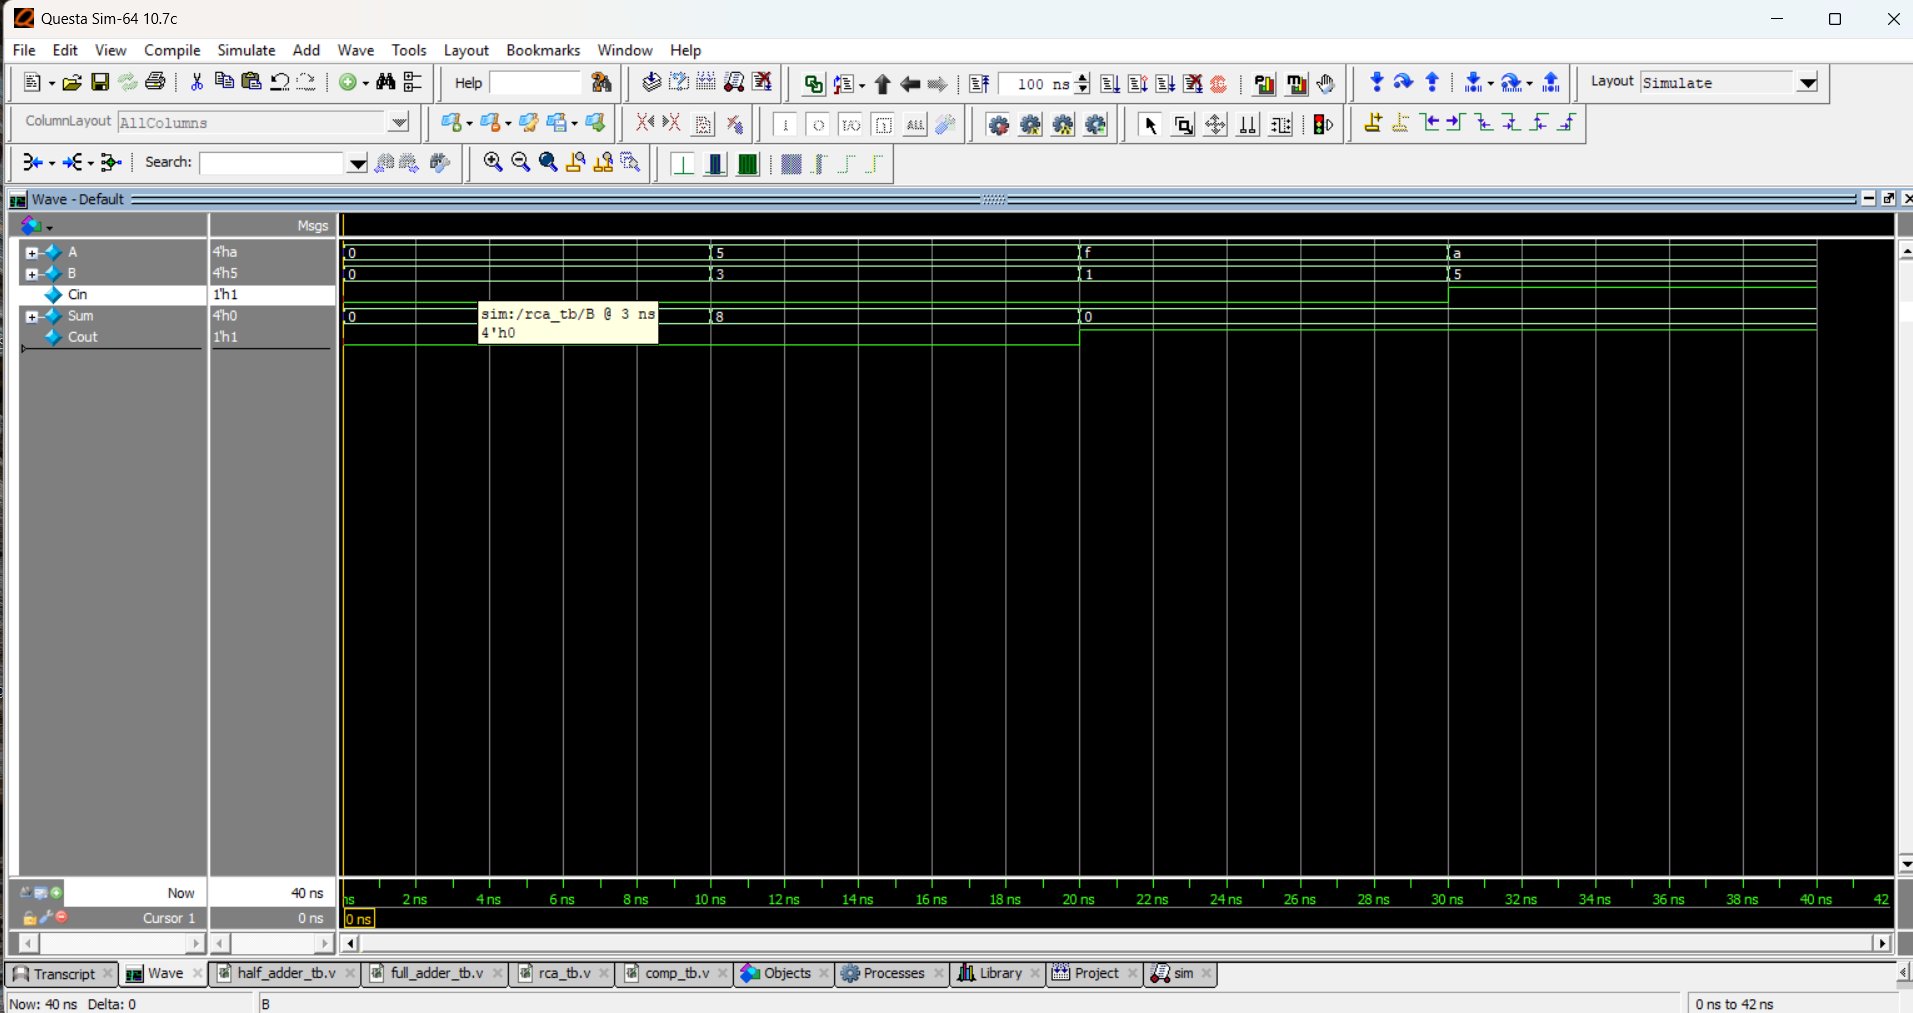 Questa Sim-64 10.7c
File Edit View Compile Simulate Add Wave Tools Layout Bookmarks Window Help
Help 100 ns Layout Simulate
ColumnLayout AllColumns ALL
Search:
Wave - Default
Msgs
A 4'ha 0 5 f a
B 4'h5 0 3 1 5
Cin 1'h1
Sum 4'h0 0 8 0
Cout 1'h1
sim:/rca_tb/B @ 3 ns
4'h0
Now 40 ns ns 2 ns 4 ns 6 ns 8 ns 10 ns 12 ns 14 ns 16 ns 18 ns 20 ns 22 ns 24 ns 26 ns 28 ns 30 ns 32 ns 34 ns 36 ns 38 ns 40 ns 42
Cursor 1 0 ns 0 ns
Transcript Wave half_adder_tb.v full_adder_tb.v rca_tb.v comp_tb.v Objects Processes Library Project sim
Now: 40 ns Delta: 0 B 0 ns to 42 ns